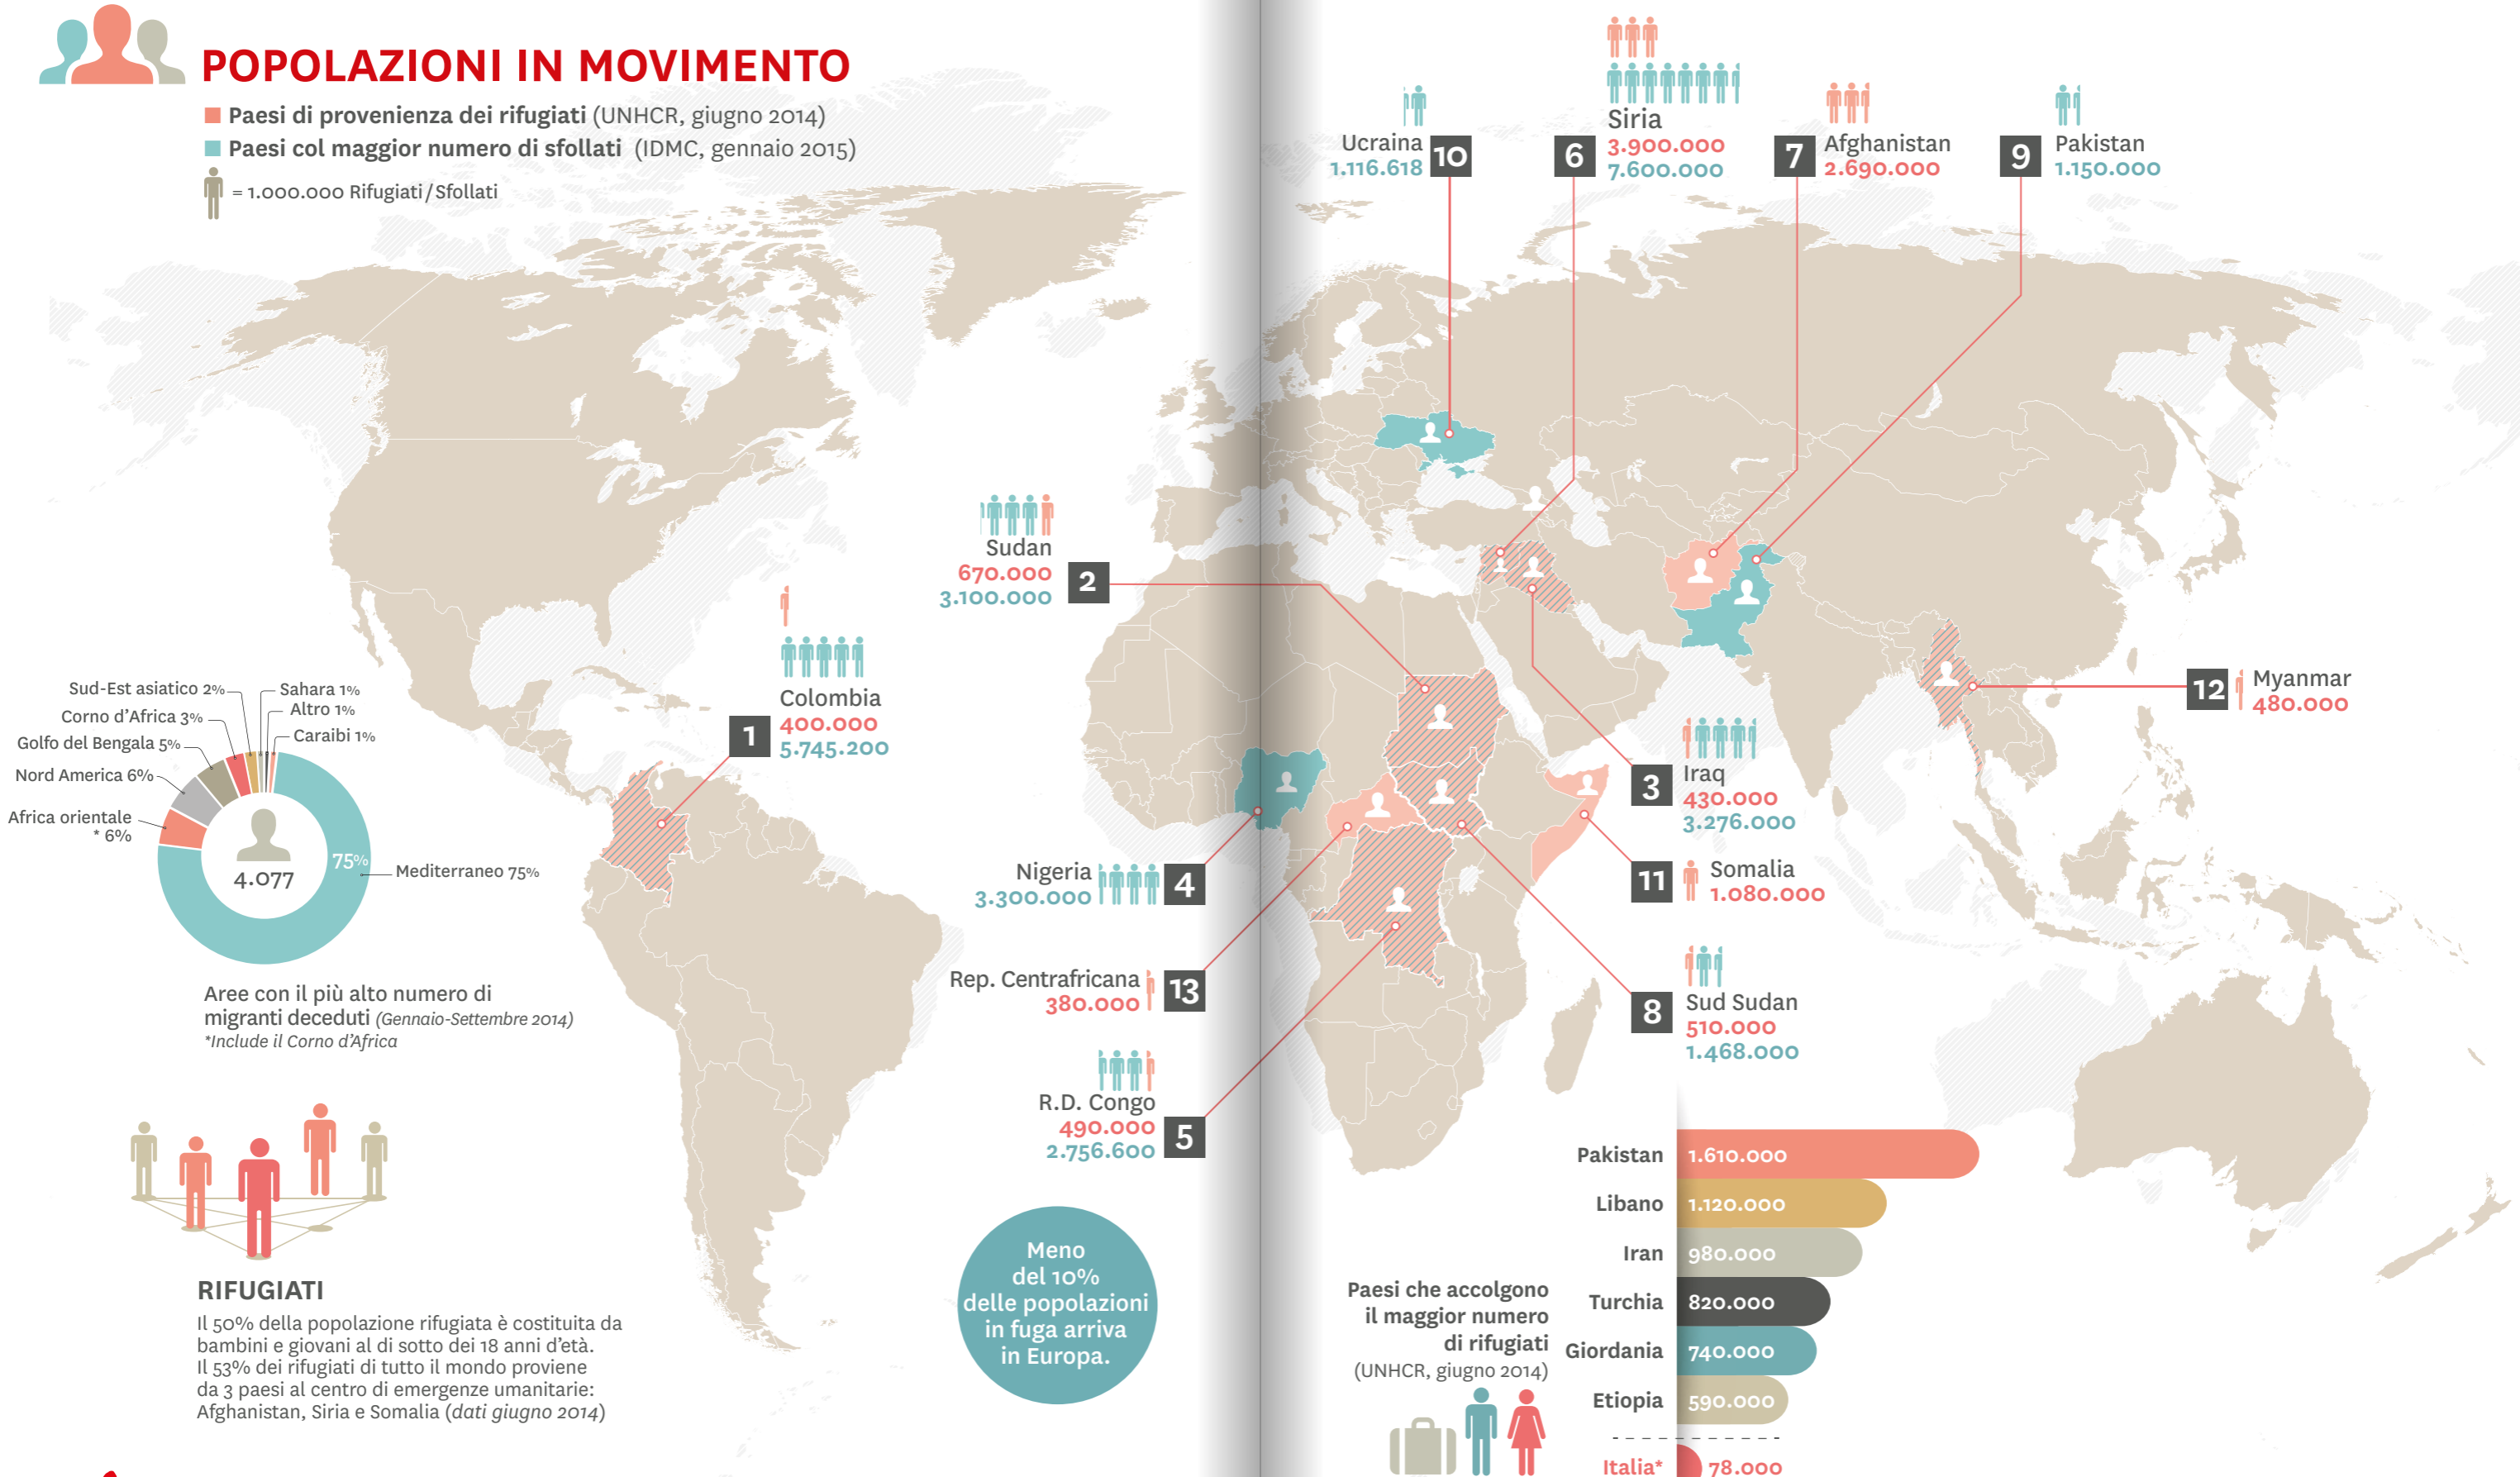 POPOLAZIONI IN MOVIMENTO
Paesi di provenienza dei rifugiati (UNHCR, giugno 2014)
Paesi col maggior numero di sfollati (IDMC, gennaio 2015)
= 1.000.000 Rifugiati/Sfollati
Ucraina
1.116.618
10
6
Siria
3.900.000
7.600.000
7
Afghanistan
2.690.000
9
Pakistan
1.150.000
Sudan
670.000
3.100.000
2
Colombia
400.000
5.745.200
1
12
Myanmar
480.000
3
Iraq
430.000
3.276.000
11
Somalia
1.080.000
Nigeria
3.300.000
4
Rep. Centrafricana
380.000
13
8
Sud Sudan
510.000
1.468.000
R.D. Congo
490.000
2.756.600
5
Sud-Est asiatico 2%
Corno d'Africa 3%
Golfo del Bengala 5%
Nord America 6%
Africa orientale
* 6%
Sahara 1%
Altro 1%
Caraibi 1%
75%
Mediterraneo 75%
4.077
Aree con il più alto numero di
migranti deceduti (Gennaio-Settembre 2014)
*Include il Corno d'Africa
RIFUGIATI
Il 50% della popolazione rifugiata è costituita da
bambini e giovani al di sotto dei 18 anni d'età.
Il 53% dei rifugiati di tutto il mondo proviene
da 3 paesi al centro di emergenze umanitarie:
Afghanistan, Siria e Somalia (dati giugno 2014)
Meno
del 10%
delle popolazioni
in fuga arriva
in Europa.
Paesi che accolgono
il maggior numero
di rifugiati
(UNHCR, giugno 2014)
Pakistan 1.610.000
Libano 1.120.000
Iran 980.000
Turchia 820.000
Giordania 740.000
Etiopia 590.000
Italia* 78.000